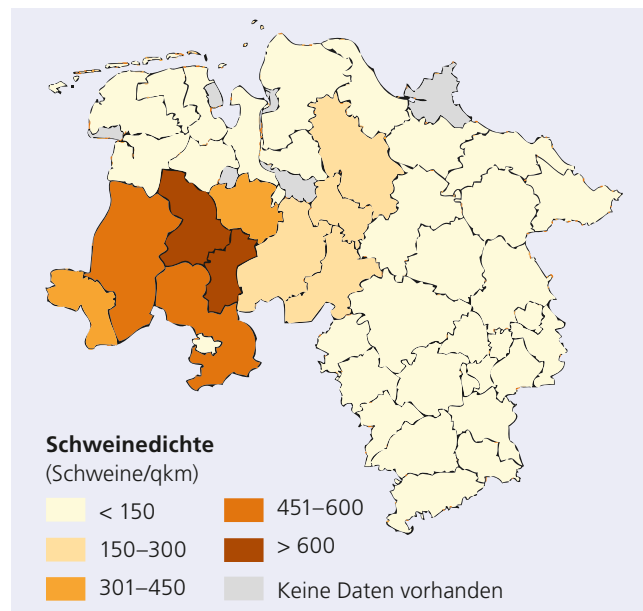 Schweinedichte
(Schweine/qkm)
< 150
150–300
301–450
451–600
> 600
Keine Daten vorhanden